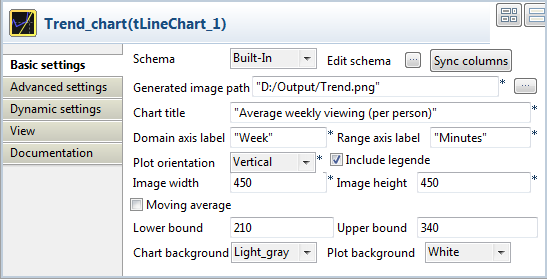 Trend_chart(tLineChart_1)
Basic settings
Advanced settings
Dynamic settings
View
Documentation
Schema Built-In Edit schema ... Sync columns
Generated image path "D:/Output/Trend.png" * ...
Chart title "Average weekly viewing (per person)" *
Domain axis label "Week" * Range axis label "Minutes" *
Plot orientation Vertical * Include legende
Image width 450 * Image height 450 *
Moving average
Lower bound 210 Upper bound 340
Chart background Light_gray Plot background White